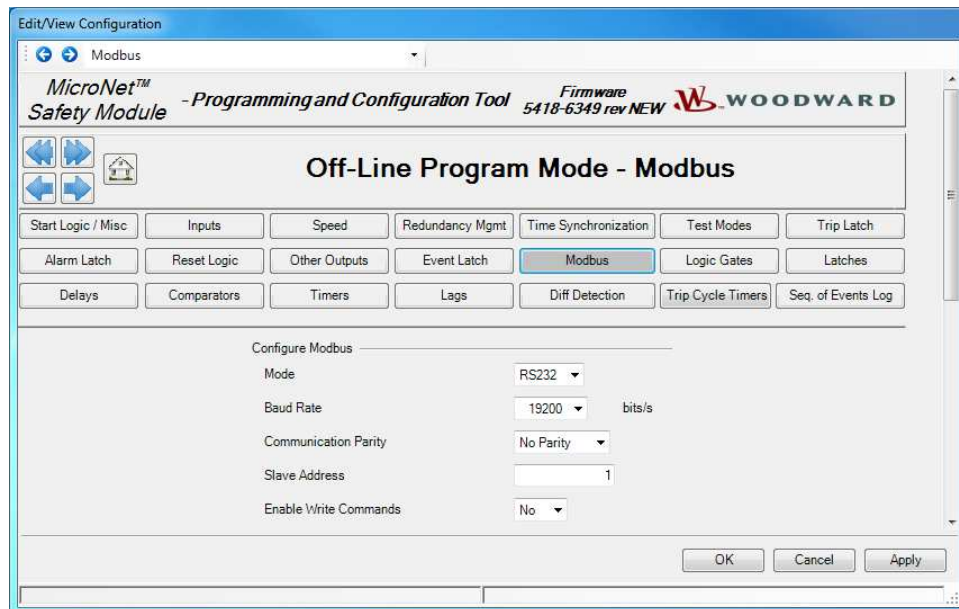 Edit/View Configuration
Modbus
MicroNet™ Safety Module - Programming and Configuration Tool Firmware 5418-6349 rev NEW WOODWARD
Off-Line Program Mode - Modbus
Start Logic / Misc Inputs Speed Redundancy Mgmt Time Synchronization Test Modes Trip Latch
Alarm Latch Reset Logic Other Outputs Event Latch Modbus Logic Gates Latches
Delays Comparators Timers Lags Diff Detection Trip Cycle Timers Seq. of Events Log
Configure Modbus
Mode RS232
Baud Rate 19200 bits/s
Communication Parity No Parity
Slave Address 1
Enable Write Commands No
OK Cancel Apply